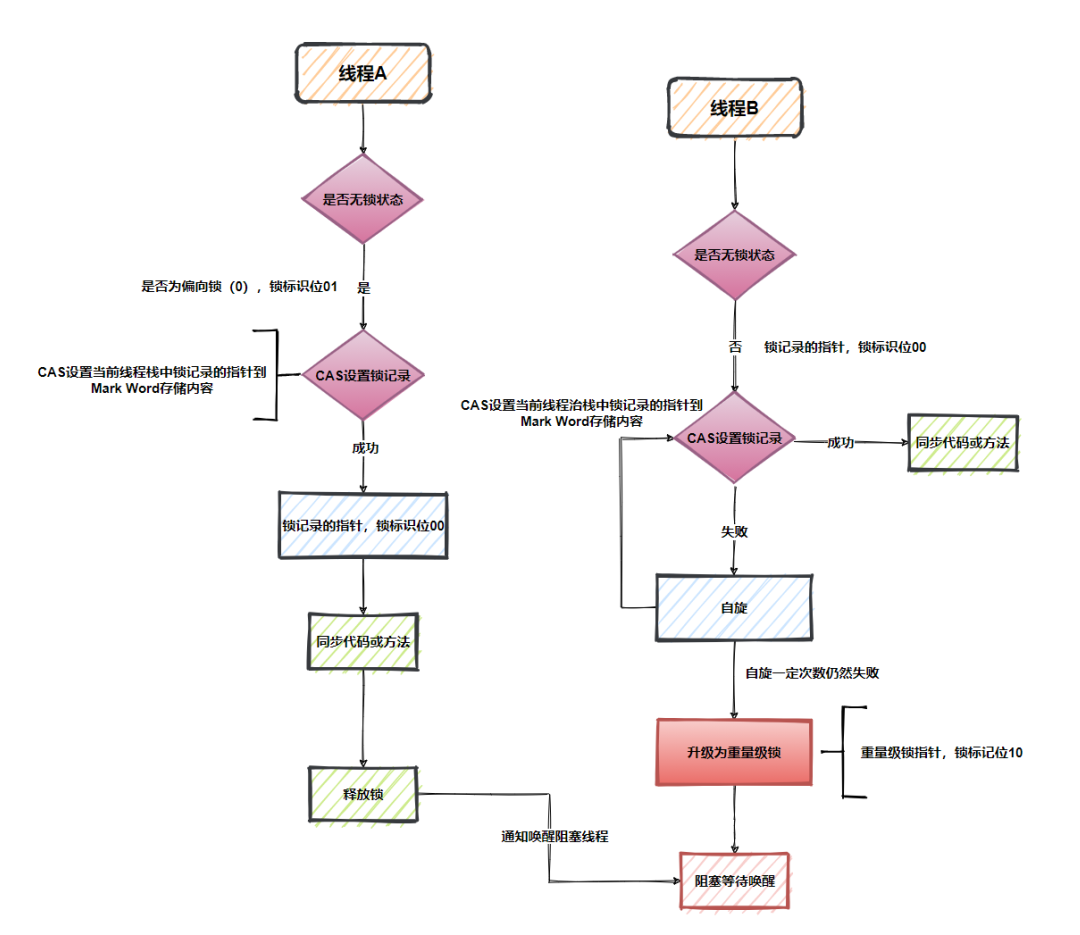 线程A
是否无锁状态
是否为偏向锁（0），锁标识位01
是
CAS设置当前线程栈中锁记录的指针到
Mark Word存储内容
CAS设置锁记录
成功
锁记录的指针，锁标识位00
同步代码或方法
释放锁
通知唤醒阻塞线程
线程B
是否无锁状态
否
锁记录的指针，锁标识位00
CAS设置当前线程治栈中锁记录的指针到
Mark Word存储内容
CAS设置锁记录
成功
同步代码或方法
失败
自旋
自旋一定次数仍然失败
升级为重量级锁
重量级锁指针，锁标记位10
阻塞等待唤醒